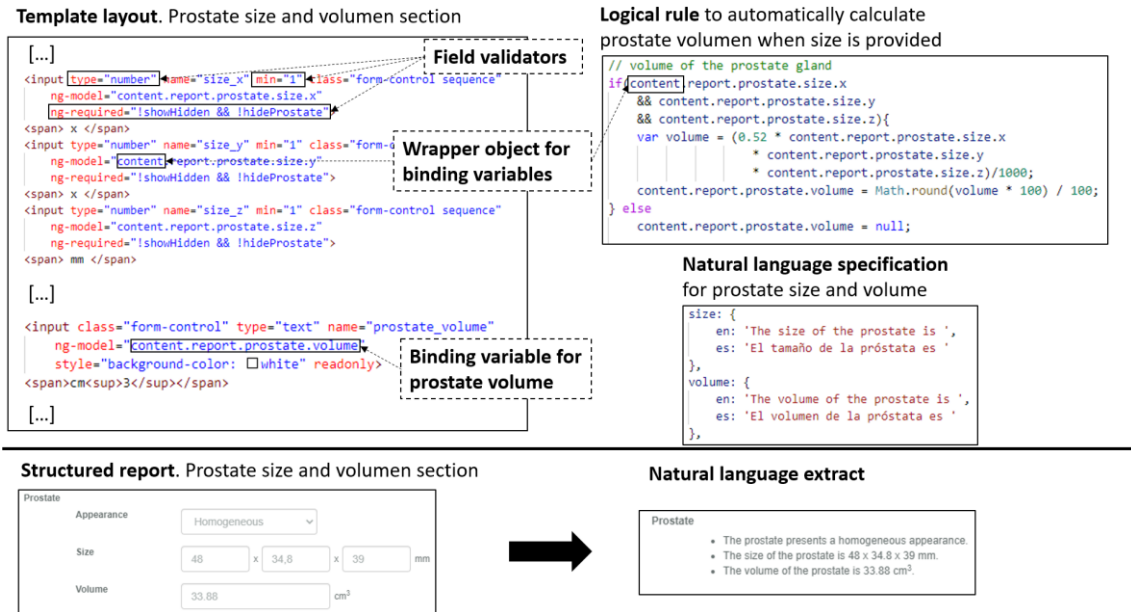 Template layout. Prostate size and volumen section
[...]
<input type="number" name="size_x" min="1" class="form-control sequence"
ng-model="content.report.prostate.size.x"
ng-required="!showHidden && !hideProstate">
<span> x </span>
<input type="number" name="size_y" min="1" class="form-c
ng-model="content.report.prostate.size.y"
ng-required="!showHidden && !hideProstate">
<span> x </span>
<input type="number" name="size_z" min="1" class="form-control sequence"
ng-model="content.report.prostate.size.z"
ng-required="!showHidden && !hideProstate">
<span> mm </span>
[...]
<input class="form-control" type="text" name="prostate_volume"
ng-model="content.report.prostate.volume"
style="background-color: white" readonly>
<span>cm<sup>3</sup></span>
[...]
Field validators
Wrapper object for
binding variables
Binding variable for
prostate volume
Logical rule to automatically calculate
prostate volumen when size is provided
// volume of the prostate gland
if(content.report.prostate.size.x
&& content.report.prostate.size.y
&& content.report.prostate.size.z){
var volume = (0.52 * content.report.prostate.size.x
* content.report.prostate.size.y
* content.report.prostate.size.z)/1000;
content.report.prostate.volume = Math.round(volume * 100) / 100;
} else
content.report.prostate.volume = null;
Natural language specification
for prostate size and volume
size: {
en: 'The size of the prostate is ',
es: 'El tamaño de la próstata es '
},
volume: {
en: 'The volume of the prostate is ',
es: 'El volumen de la próstata es '
},
Structured report. Prostate size and volumen section
Prostate
Appearance Homogeneous
Size 48 x 34,8 x 39 mm
Volume 33.88 cm³
Natural language extract
Prostate
• The prostate presents a homogeneous appearance.
• The size of the prostate is 48 x 34.8 x 39 mm.
• The volume of the prostate is 33.88 cm³.